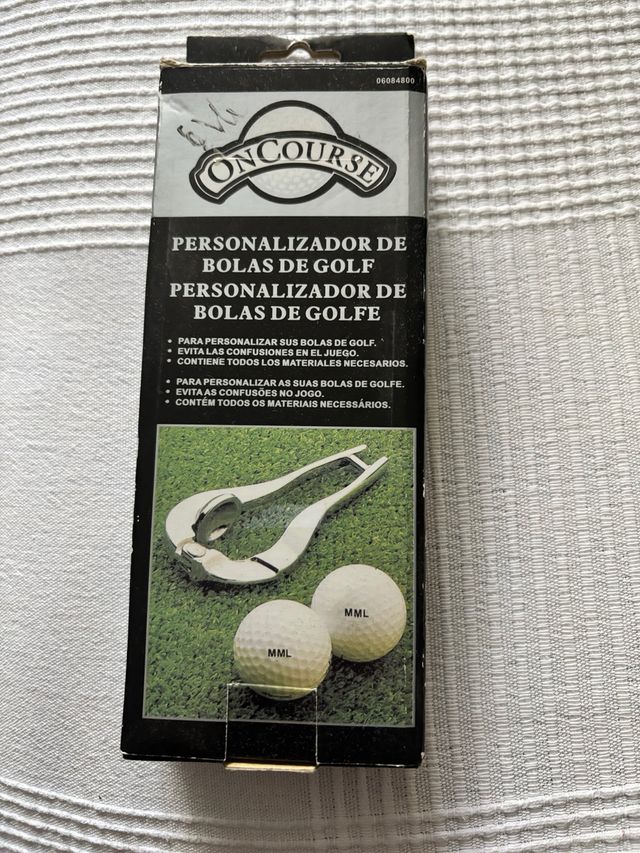 06084800
ONCOURSE
PERSONALIZADOR DE
BOLAS DE GOLF
PERSONALIZADOR DE
BOLAS DE GOLFE
• PARA PERSONALIZAR SUS BOLAS DE GOLF.
• EVITA LAS CONFUSIONES EN EL JUEGO.
• CONTIENE TODOS LOS MATERIALES NECESARIOS.
• PARA PERSONALIZAR AS SUAS BOLAS DE GOLFE.
• EVITA AS CONFUSÕES NO JOGO.
• CONTÉM TODOS OS MATERIAIS NECESSÁRIOS.
MML
MML